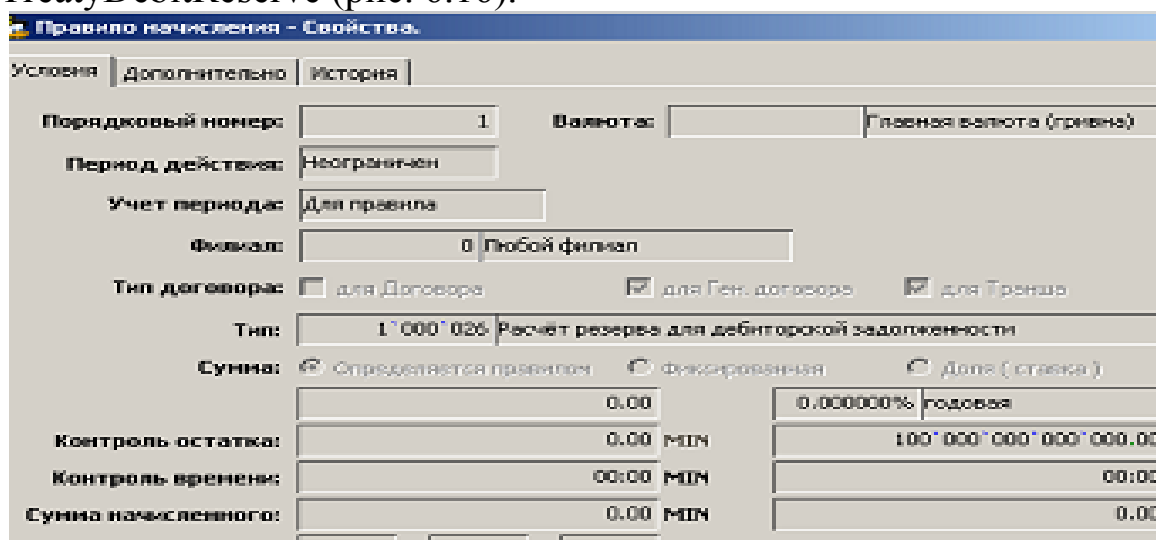 TreatyDebitReserve (рис. 6.10).
Правило начисления - Свойства.
Условия Дополнительно История
Порядковый номер: 1 Валюта: Главная валюта (гривна)
Период действия: Неограничен
Учет периода: Для правила
Филиал: 0 Любой филиал
Тип договора: для Договора для Ген. договора для Транша
Тип: 1`000`026 Расчёт резерва для дебиторской задолженности
Сумма: Определяется правилом Фиксированная Доля ( ставка )
0.00 0.000000% годовая
Контроль остатка: 0.00 MIN 100`000`000`000`000.00
Контроль времени: 00:00 MIN 00:00
Сумма начисленного: 0.00 MIN 0.00